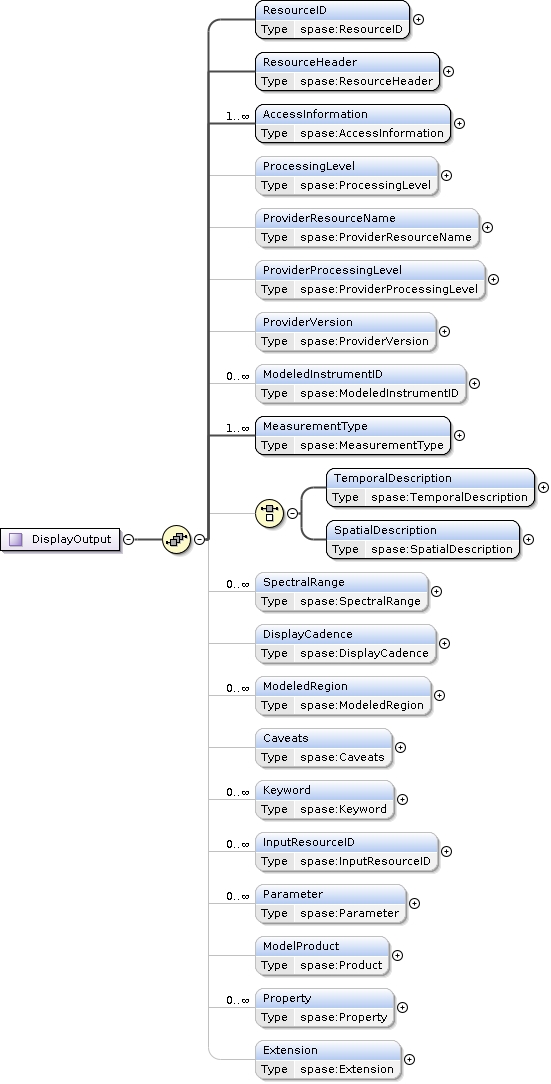 ResourceID
Type spase:ResourceID
ResourceHeader
Type spase:ResourceHeader
1..∞
AccessInformation
Type spase:AccessInformation
ProcessingLevel
Type spase:ProcessingLevel
ProviderResourceName
Type spase:ProviderResourceName
ProviderProcessingLevel
Type spase:ProviderProcessingLevel
ProviderVersion
Type spase:ProviderVersion
0..∞
ModeledInstrumentID
Type spase:ModeledInstrumentID
1..∞
MeasurementType
Type spase:MeasurementType
TemporalDescription
Type spase:TemporalDescription
SpatialDescription
Type spase:SpatialDescription
DisplayOutput
0..∞
SpectralRange
Type spase:SpectralRange
DisplayCadence
Type spase:DisplayCadence
0..∞
ModeledRegion
Type spase:ModeledRegion
Caveats
Type spase:Caveats
0..∞
Keyword
Type spase:Keyword
0..∞
InputResourceID
Type spase:InputResourceID
0..∞
Parameter
Type spase:Parameter
ModelProduct
Type spase:Product
0..∞
Property
Type spase:Property
Extension
Type spase:Extension